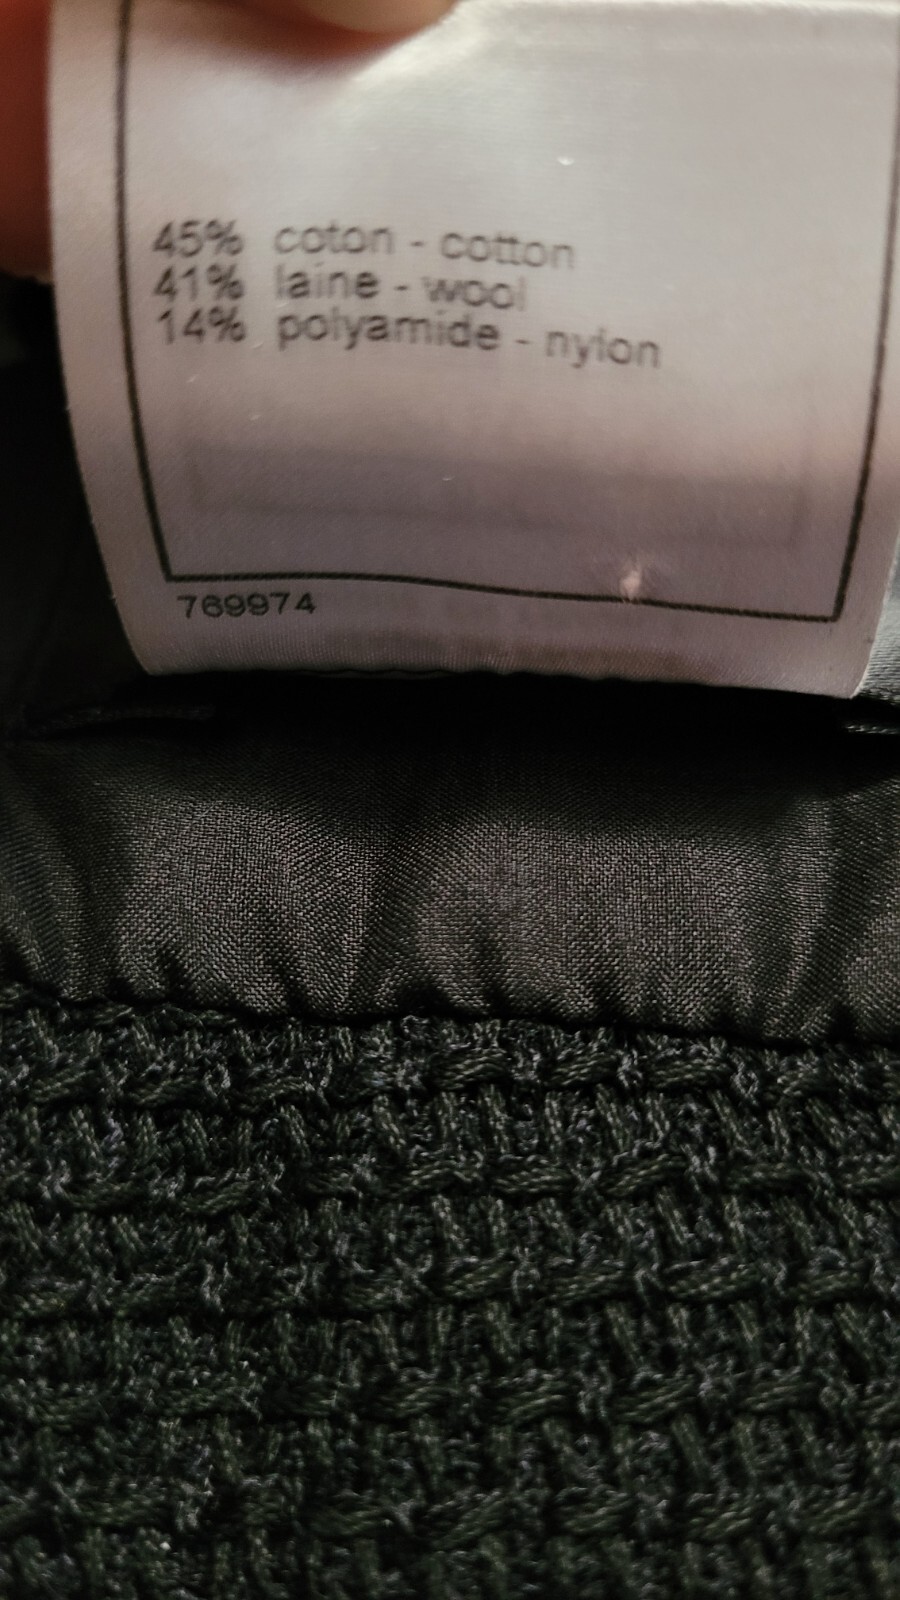 45% coton - cotton
41% laine - wool
14% polyamide - nylon
769974